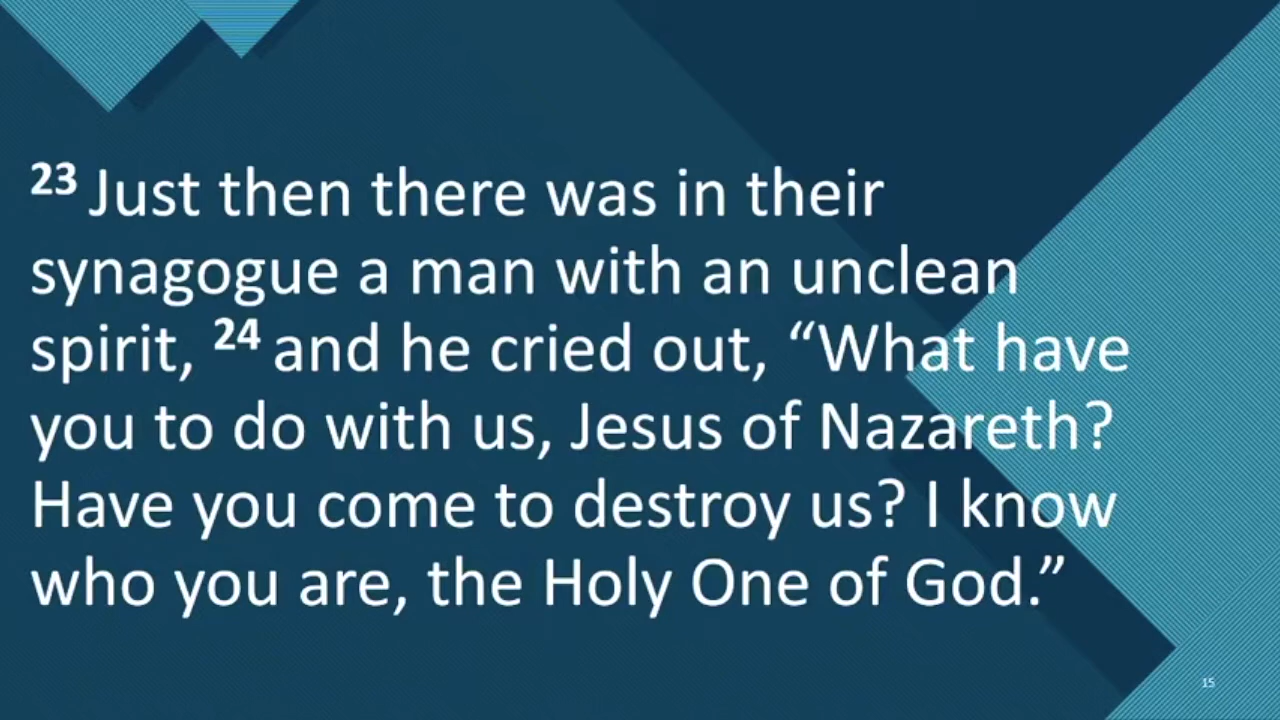 23 Just then there was in their
synagogue a man with an unclean
spirit, 24 and he cried out, “What have
you to do with us, Jesus of Nazareth?
Have you come to destroy us? I know
who you are, the Holy One of God.”
15